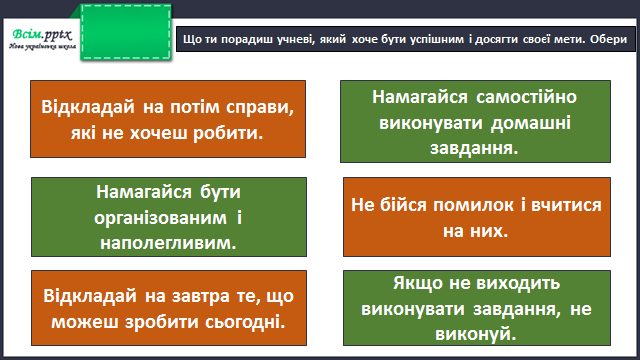 Всім.pptx
Нова українська школа
Що ти порадиш учневі, який хоче бути успішним і досягти своєї мети. Обери
Відкладай на потім справи,
які не хочеш робити.
Намагайся самостійно
виконувати домашні
завдання.
Намагайся бути
організованим і
наполегливим.
Не бійся помилок і вчитися
на них.
Відкладай на завтра те, що
можеш зробити сьогодні.
Якщо не виходить
виконувати завдання, не
виконуй.